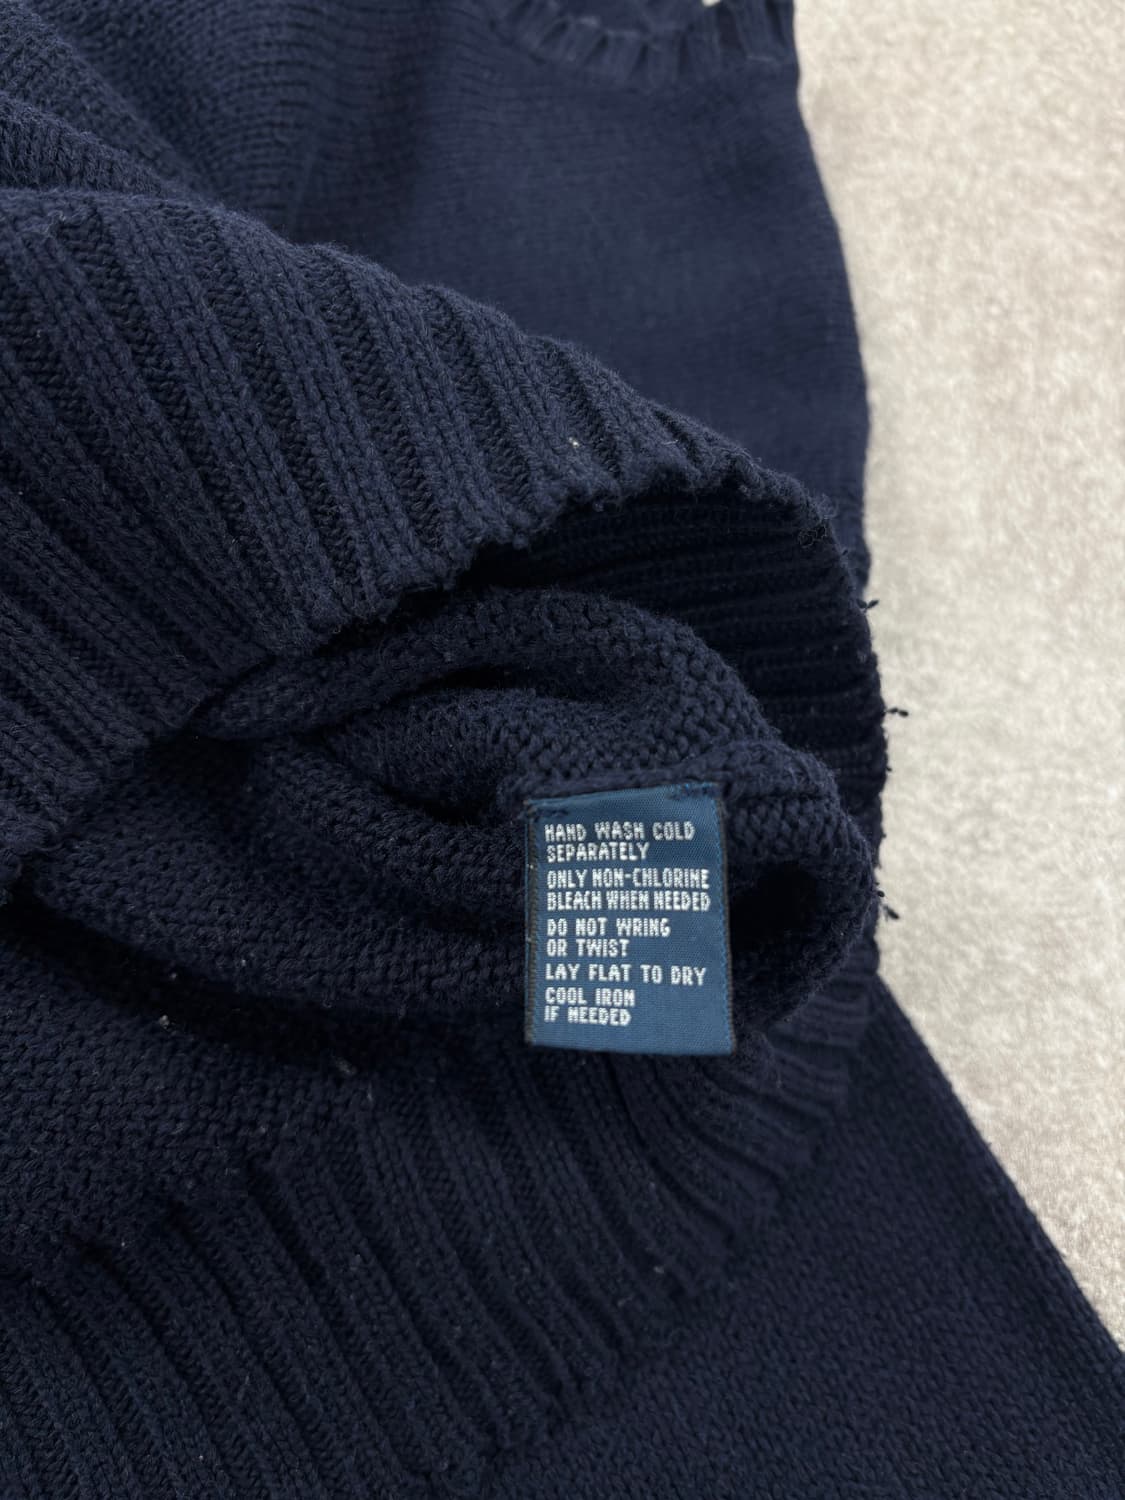 HAND WASH COLD
SEPARATELY
ONLY NON-CHLORINE
BLEACH WHEN NEEDED
DO NOT WRING
OR TWIST
LAY FLAT TO DRY
COOL IRON
IF NEEDED